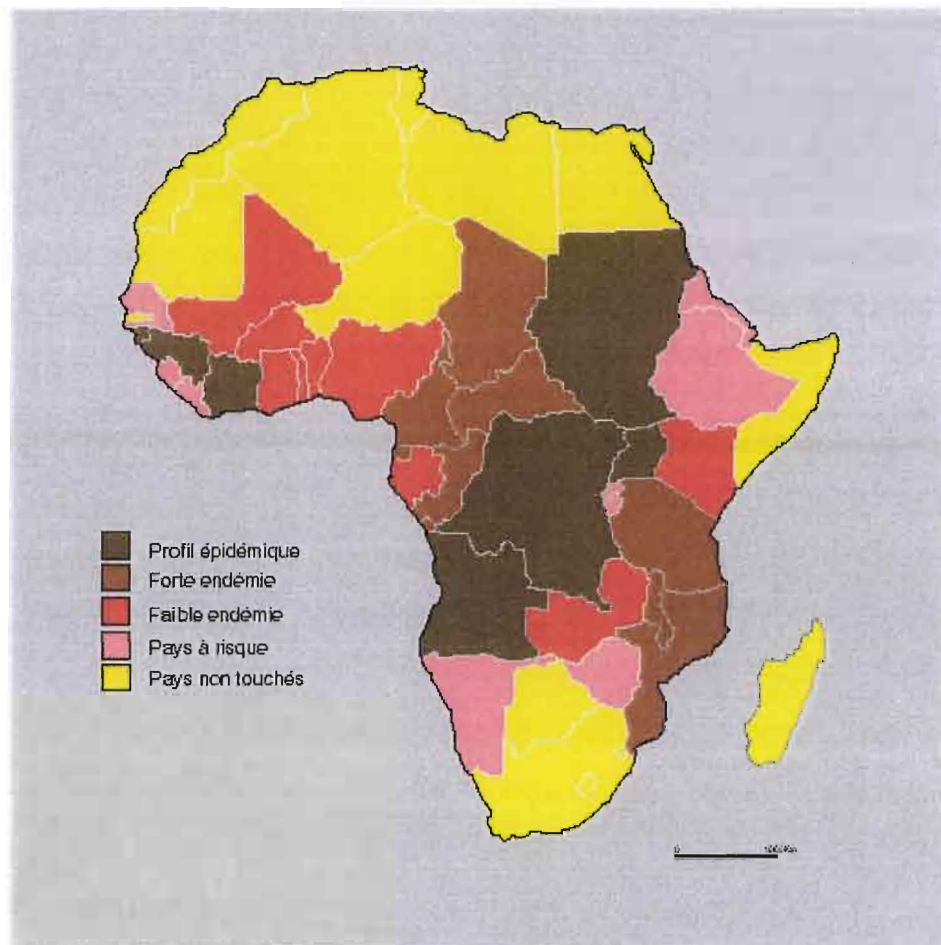 Profil épidémique
Forte endémie
Faible endémie
Pays à risque
Pays non touchés
0